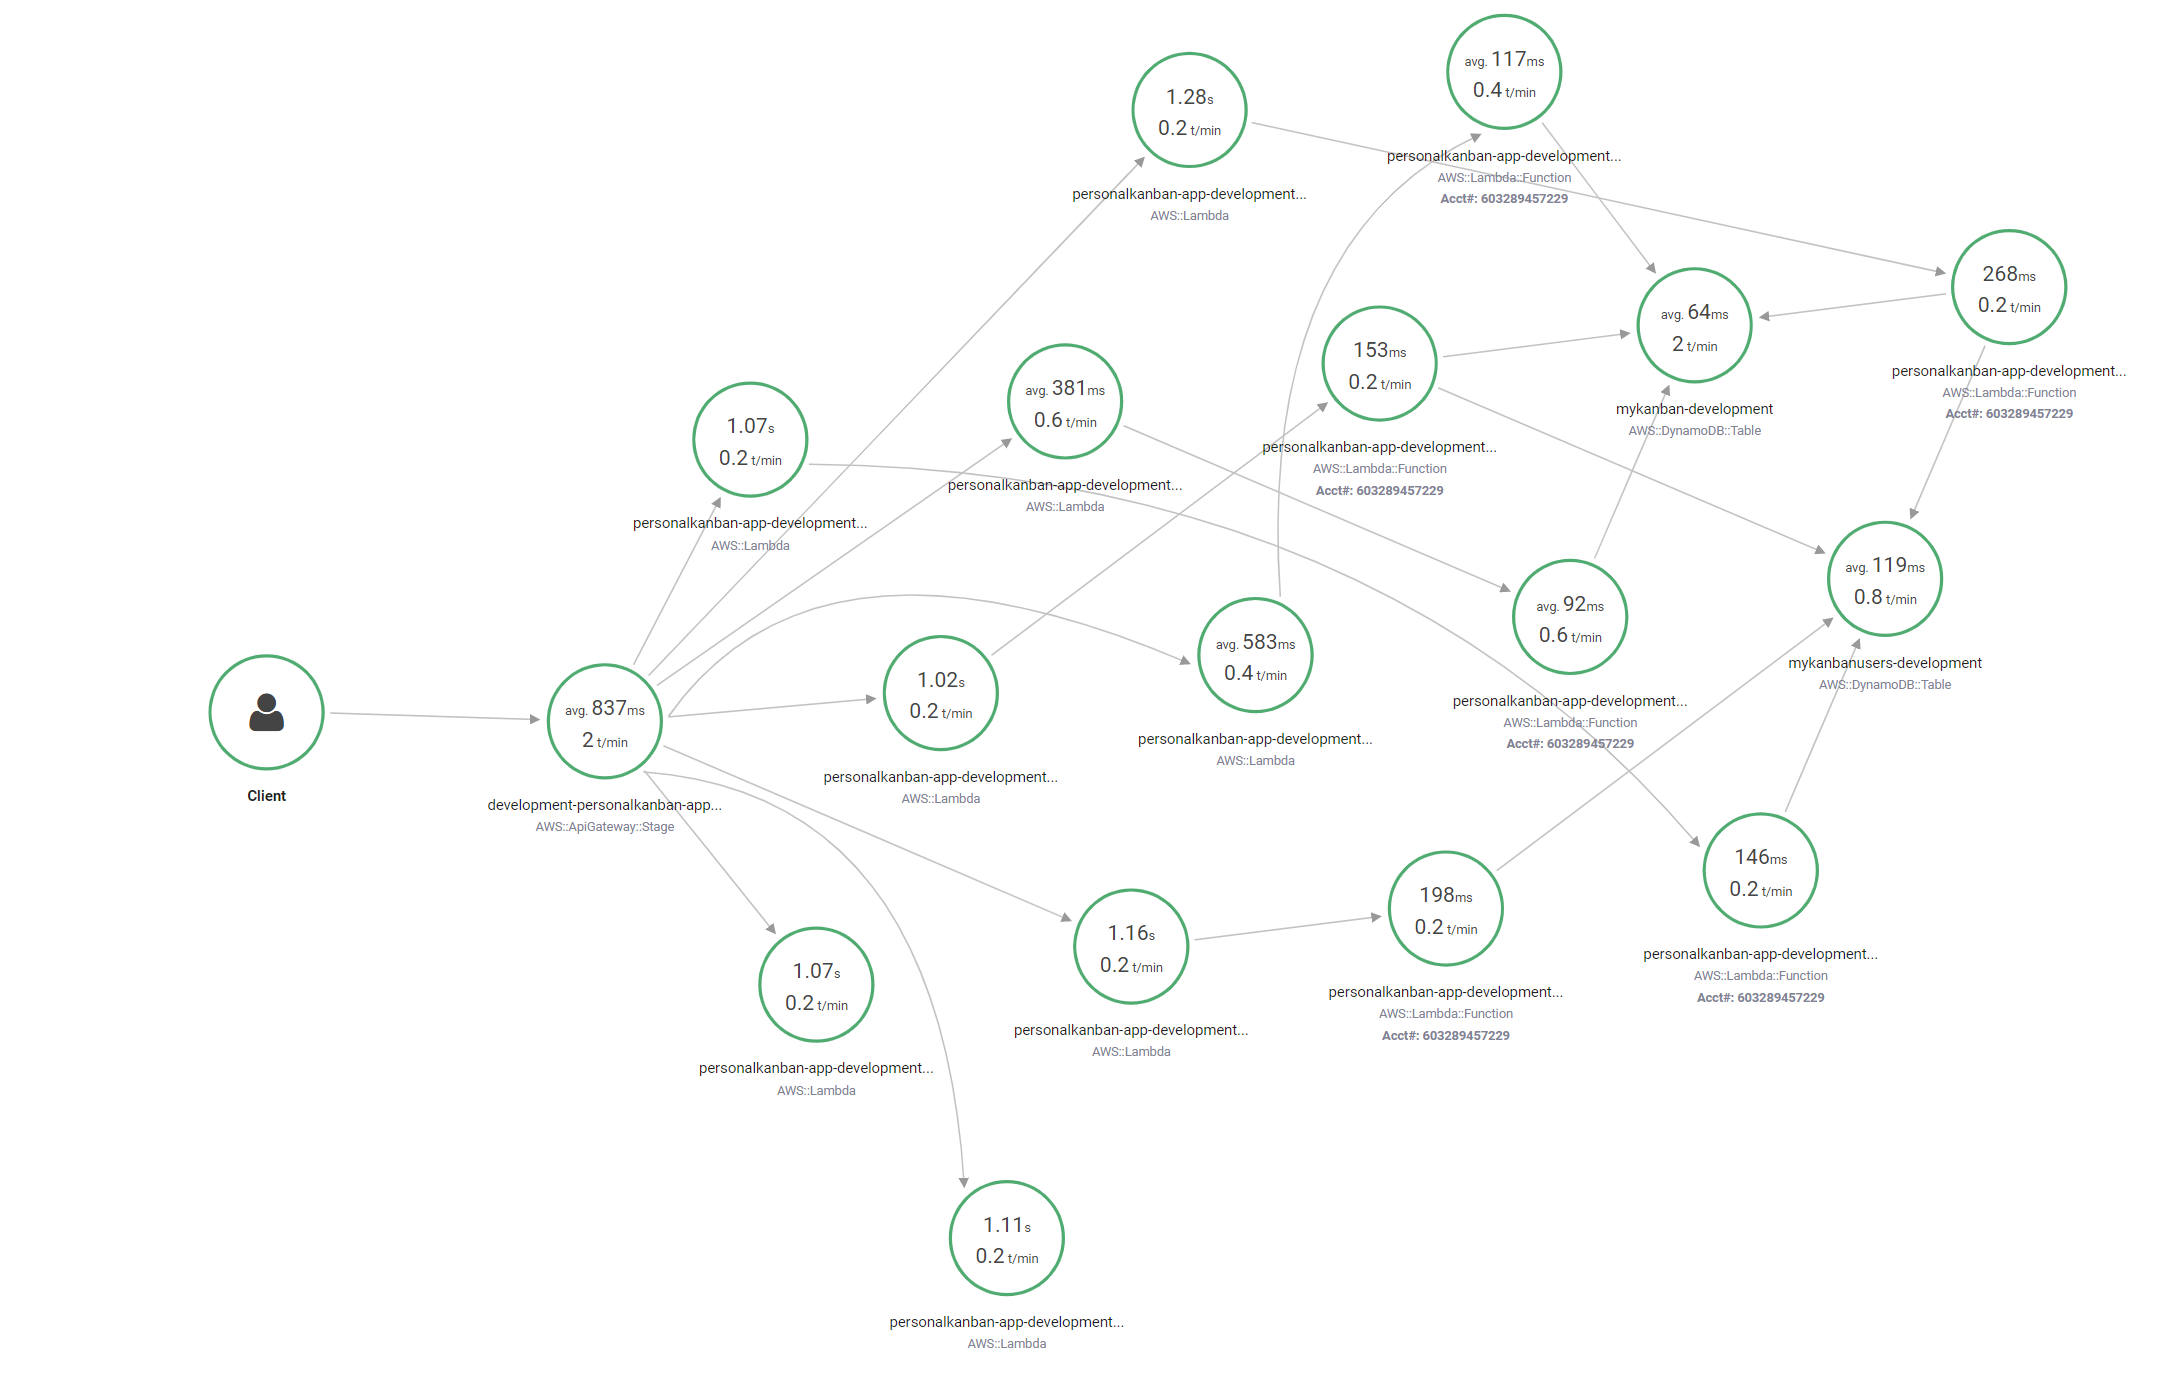 avg. 117ms
0.4 t/min
personalkanban-app-development...
AWS::Lambda::Function
Acct#: 603289457229
1.28s
0.2 t/min
personalkanban-app-development...
AWS::Lambda
268ms
0.2 t/min
personalkanban-app-development...
AWS::Lambda::Function
Acct#: 603289457229
avg. 64ms
2 t/min
mykanban-development
AWS::DynamoDB::Table
153ms
0.2 t/min
personalkanban-app-development...
AWS::Lambda::Function
Acct#: 603289457229
avg. 381ms
0.6 t/min
personalkanban-app-development...
AWS::Lambda
1.07s
0.2 t/min
personalkanban-app-development...
AWS::Lambda
avg. 119ms
0.8 t/min
mykanbanusers-development
AWS::DynamoDB::Table
avg. 92ms
0.6 t/min
personalkanban-app-development...
AWS::Lambda::Function
Acct#: 603289457229
avg. 583ms
0.4 t/min
personalkanban-app-development...
AWS::Lambda
1.02s
0.2 t/min
personalkanban-app-development...
AWS::Lambda
Client
avg. 837ms
2 t/min
development-personalkanban-app...
AWS::ApiGateway::Stage
146ms
0.2 t/min
personalkanban-app-development...
AWS::Lambda::Function
Acct#: 603289457229
198ms
0.2 t/min
personalkanban-app-development...
AWS::Lambda::Function
Acct#: 603289457229
1.16s
0.2 t/min
personalkanban-app-development...
AWS::Lambda
1.07s
0.2 t/min
personalkanban-app-development...
AWS::Lambda
1.11s
0.2 t/min
personalkanban-app-development...
AWS::Lambda